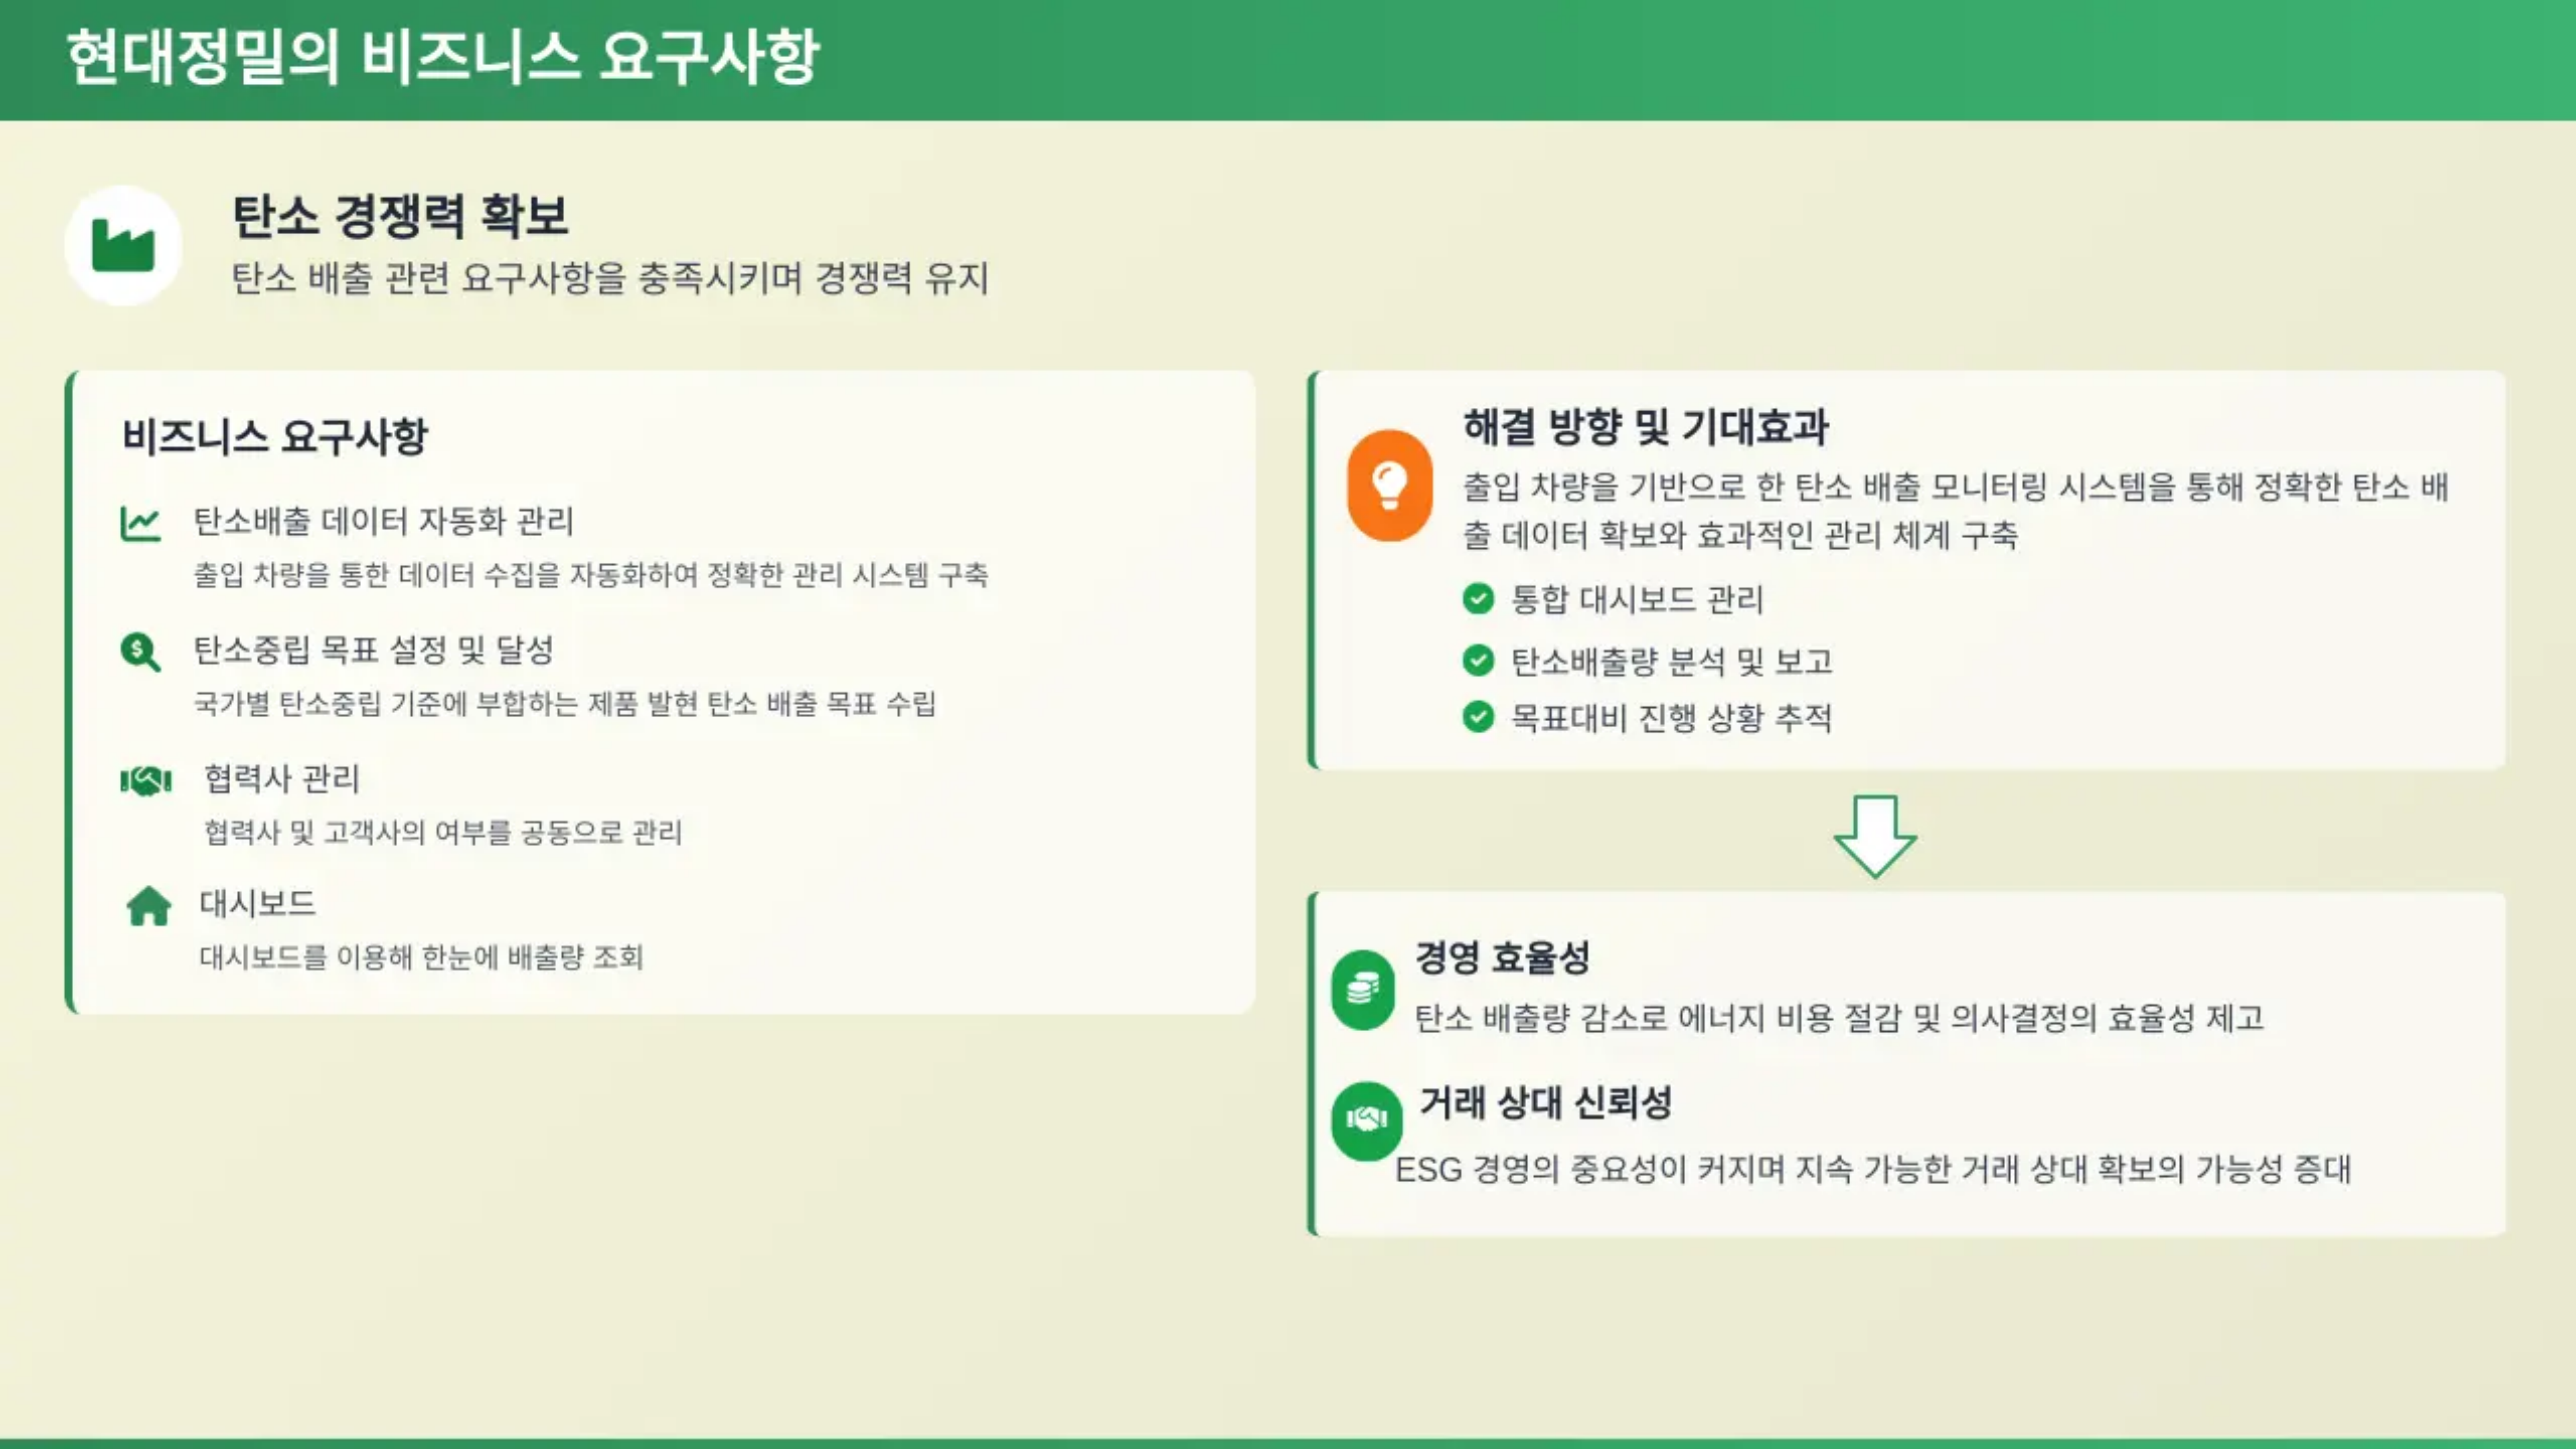 현대정밀의 비즈니스 요구사항
탄소 경쟁력 확보
탄소 배출 관련 요구사항을 충족시키며 경쟁력 유지
비즈니스 요구사항
탄소배출 데이터 자동화 관리
출입 차량을 통한 데이터 수집을 자동화하여 정확한 관리 시스템 구축
탄소중립 목표 설정 및 달성
국가별 탄소중립 기준에 부합하는 제품 발현 탄소 배출 목표 수립
협력사 관리
협력사 및 고객사의 여부를 공동으로 관리
대시보드
대시보드를 이용해 한눈에 배출량 조회
해결 방향 및 기대효과
출입 차량을 기반으로 한 탄소 배출 모니터링 시스템을 통해 정확한 탄소 배
출 데이터 확보와 효과적인 관리 체계 구축
통합 대시보드 관리
탄소배출량 분석 및 보고
목표대비 진행 상황 추적
경영 효율성
탄소 배출량 감소로 에너지 비용 절감 및 의사결정의 효율성 제고
거래 상대 신뢰성
ESG 경영의 중요성이 커지며 지속 가능한 거래 상대 확보의 가능성 증대